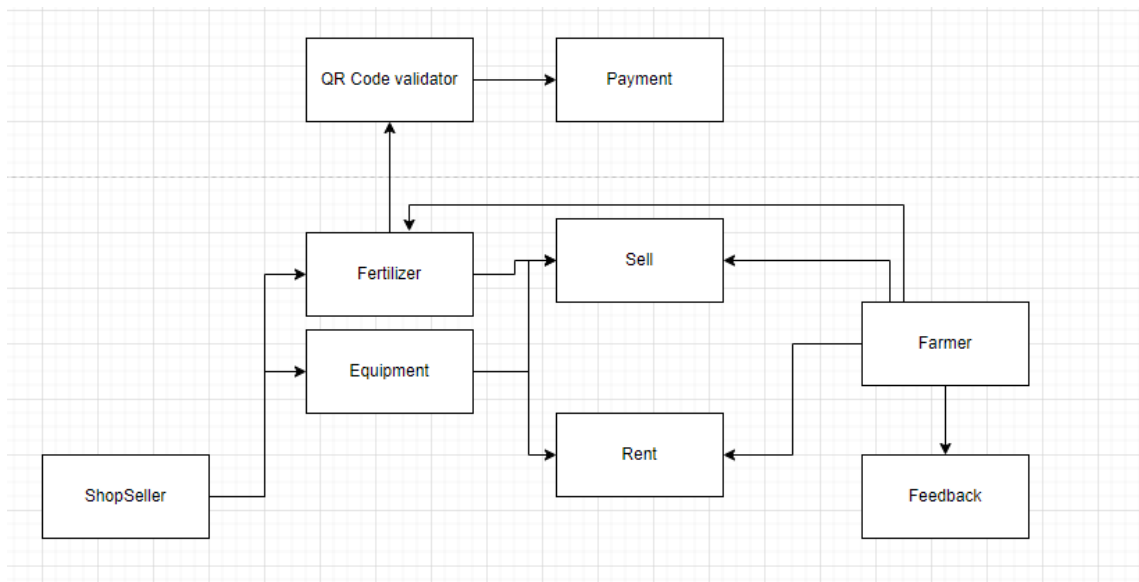 QR Code validator
Payment
Sell
Fertilizer
Farmer
Equipment
Rent
ShopSeller
Feedback